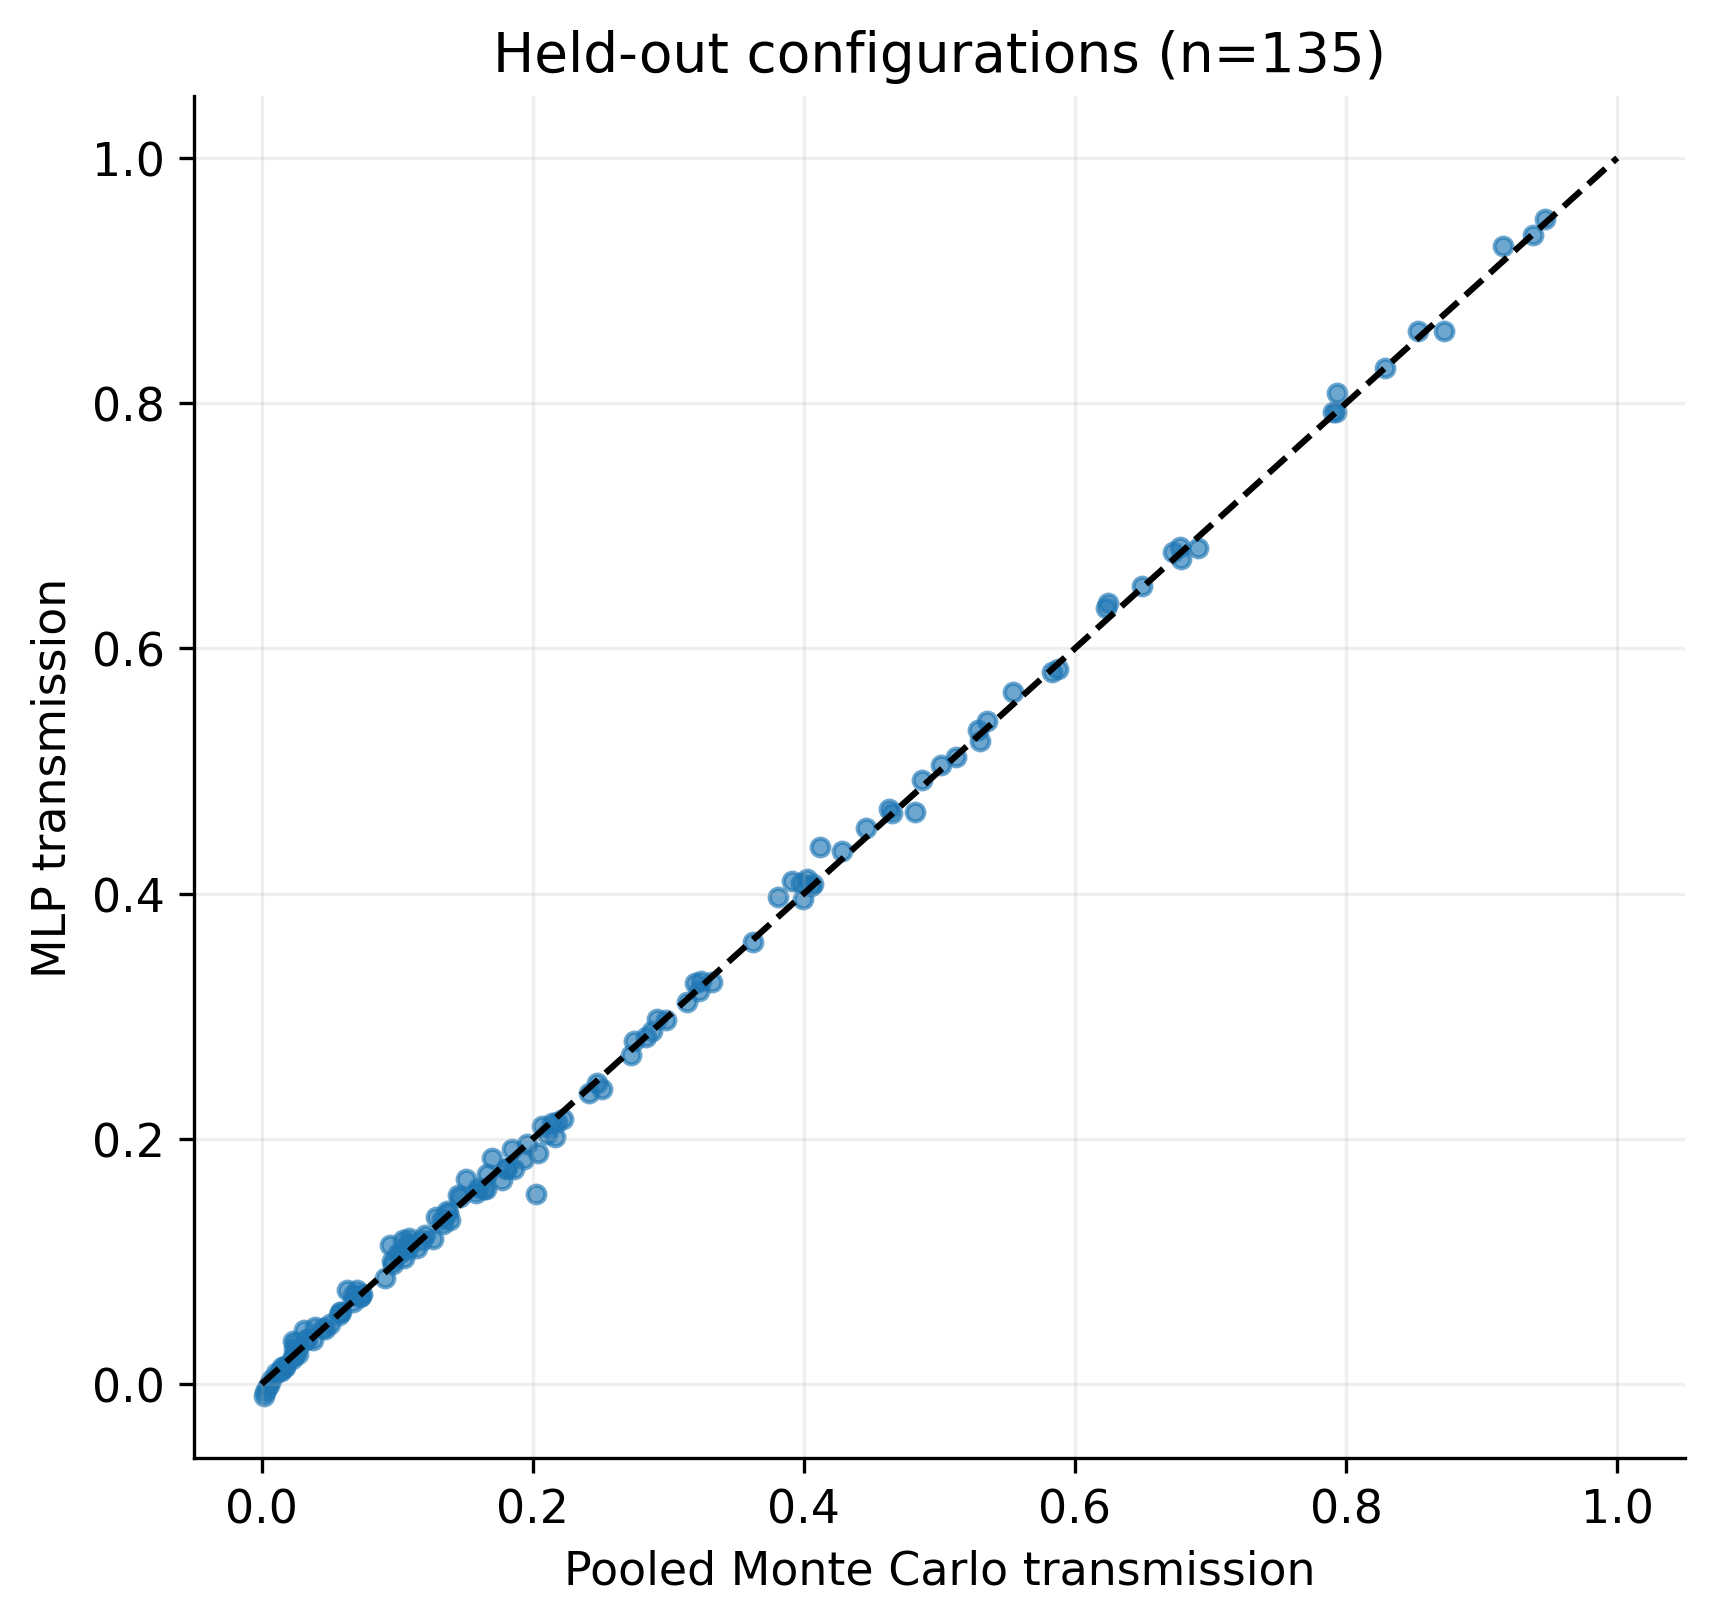 Held-out configurations (n=135)
MLP transmission
1.0
0.8
0.6
0.4
0.2
0.0
0.0 0.2 0.4 0.6 0.8 1.0
Pooled Monte Carlo transmission